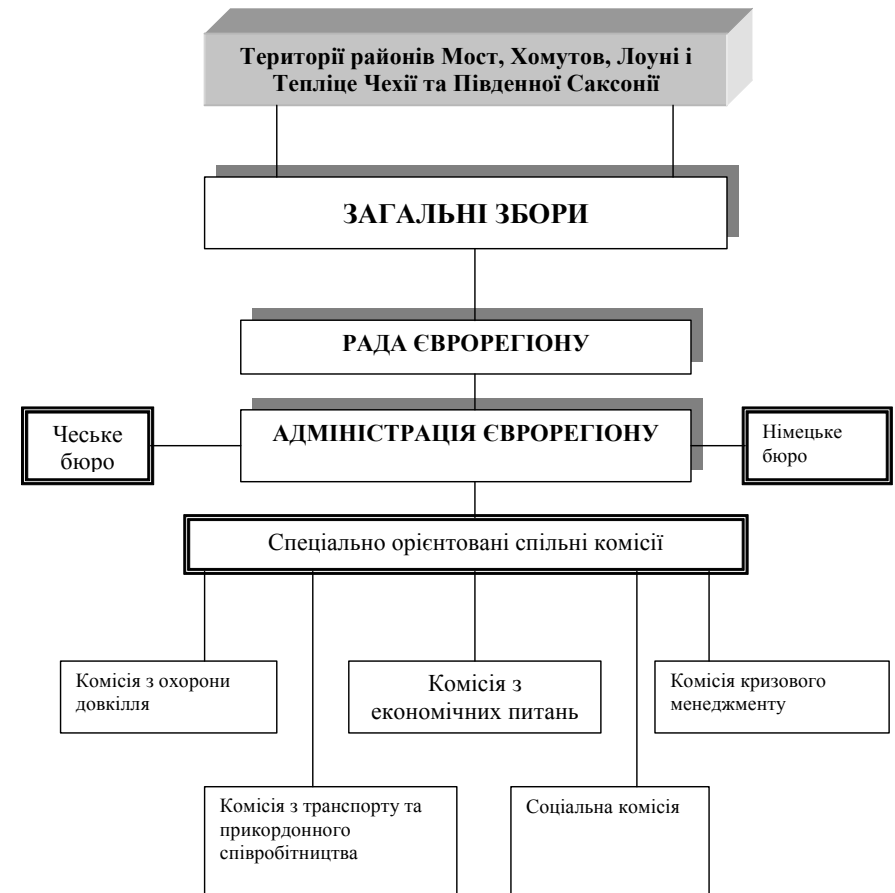 Території районів Мост, Хомутов, Лоуні і
Тепліце Чехії та Південної Саксонії
ЗАГАЛЬНІ ЗБОРИ
РАДА ЄВРОРЕГІОНУ
Чеське
бюро
АДМІНІСТРАЦІЯ ЄВРОРЕГІОНУ
Німецьке
бюро
Спеціально орієнтовані спільні комісії
Комісія з охорони
довкілля
Комісія з
економічних питань
Комісія кризового
менеджменту
Комісія з транспорту та
прикордонного
співробітництва
Соціальна комісія